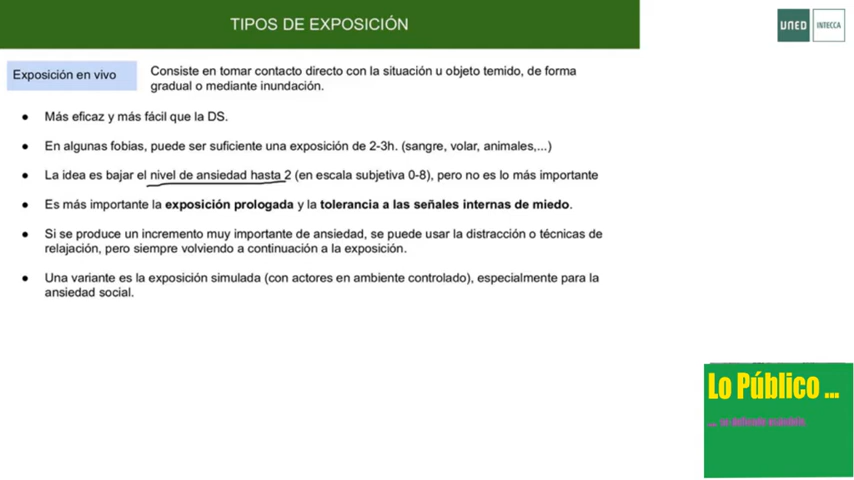 TIPOS DE EXPOSICIÓN
UNED
INTECCA
Exposición en vivo
Consiste en tomar contacto directo con la situación u objeto temido, de forma
gradual o mediante inundación.
● Más eficaz y más fácil que la DS.
● En algunas fobias, puede ser suficiente una exposición de 2-3h. (sangre, volar, animales,...)
● La idea es bajar el nivel de ansiedad hasta 2 (en escala subjetiva 0-8), pero no es lo más importante
● Es más importante la exposición prologada y la tolerancia a las señales internas de miedo.
● Si se produce un incremento muy importante de ansiedad, se puede usar la distracción o técnicas de
relajación, pero siempre volviendo a continuación a la exposición.
● Una variante es la exposición simulada (con actores en ambiente controlado), especialmente para la
ansiedad social.
Lo Público ...